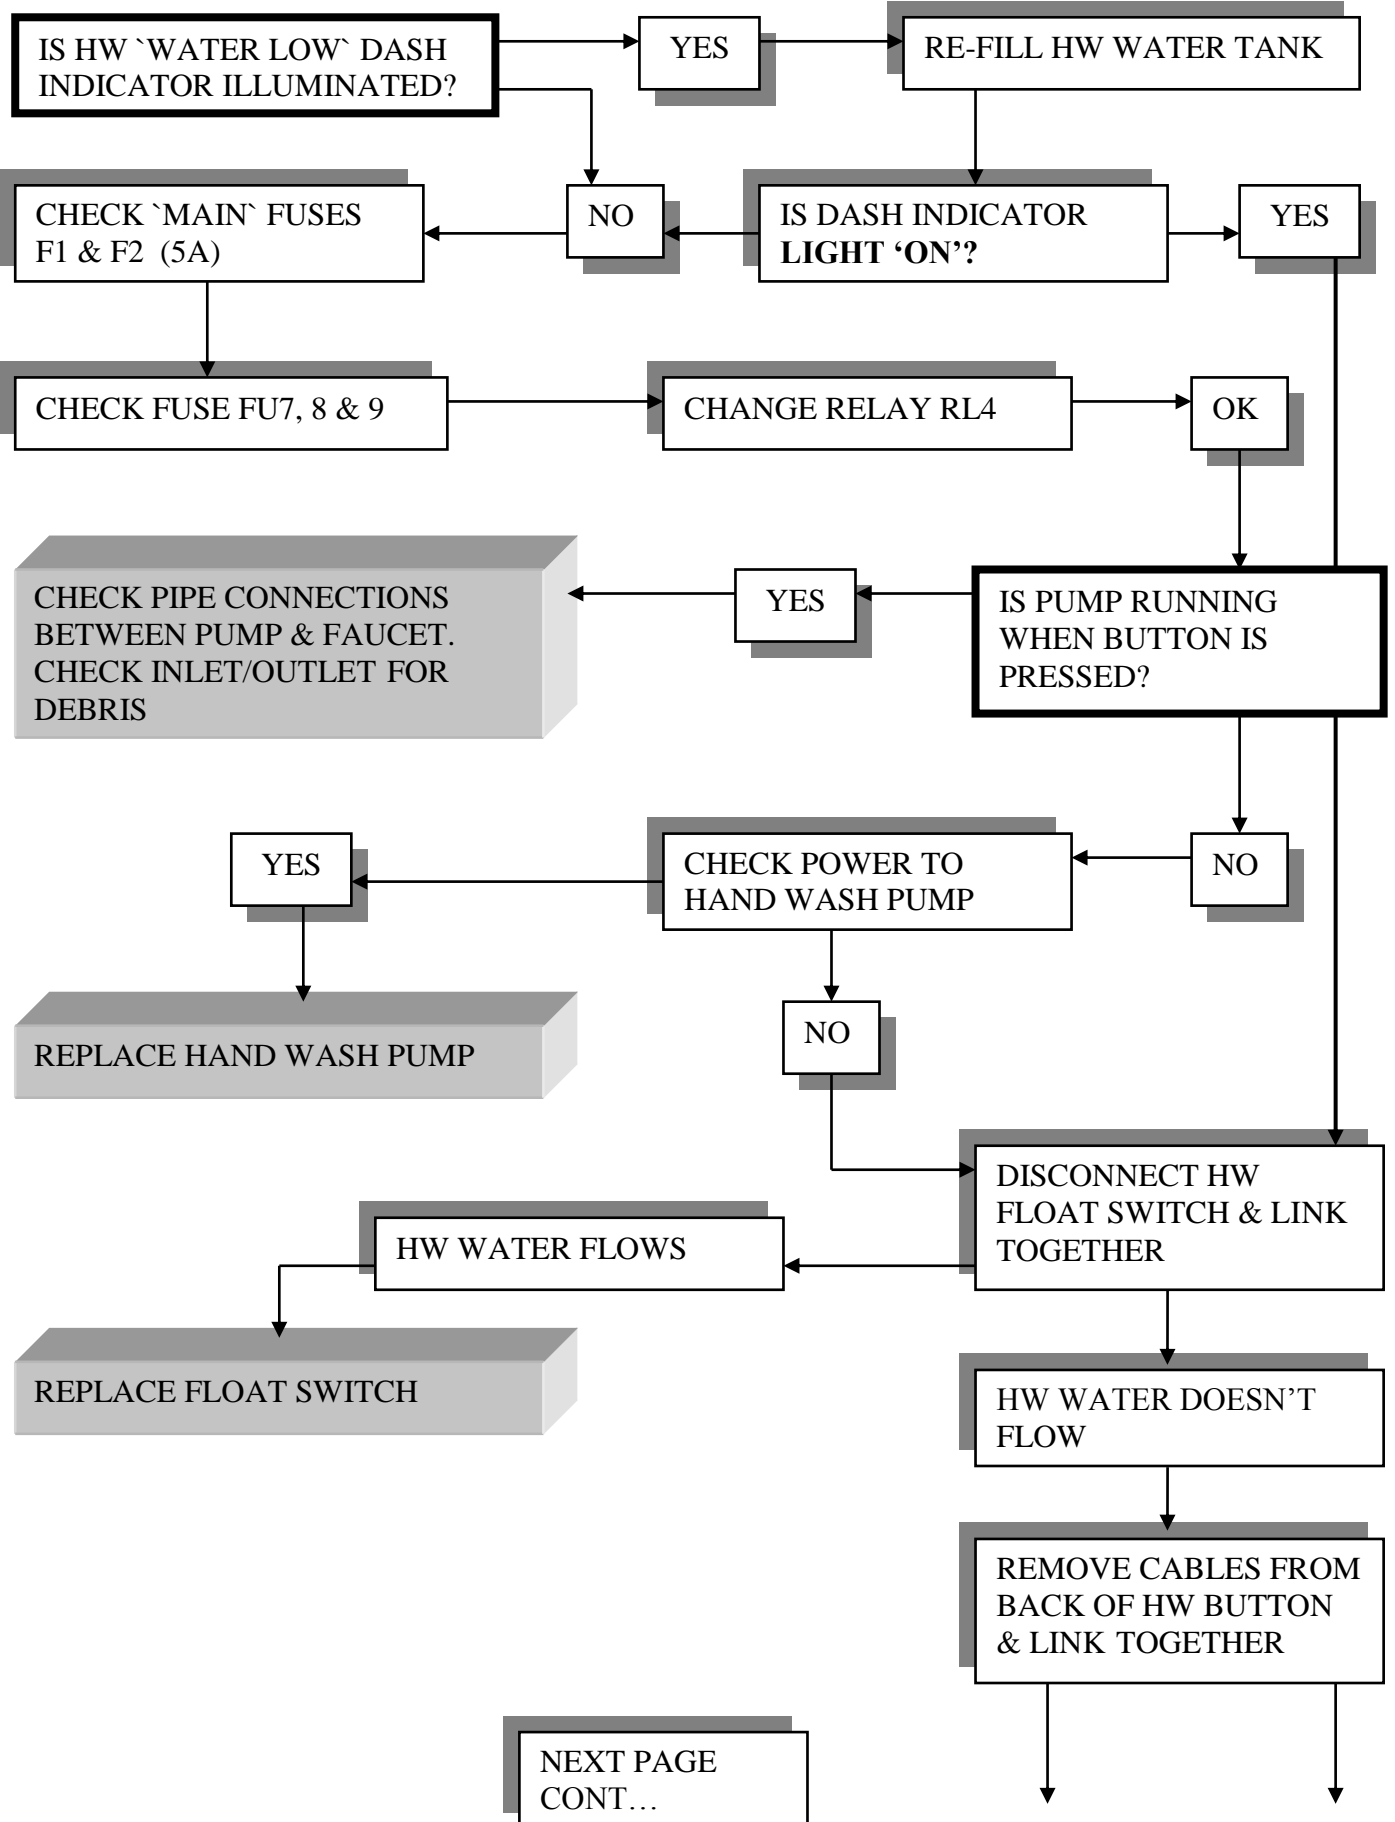 IS HW `WATER LOW` DASH
INDICATOR ILLUMINATED?
YES
RE-FILL HW WATER TANK
CHECK `MAIN` FUSES
F1 & F2 (5A)
NO
IS DASH INDICATOR
LIGHT ‘ON’?
YES
CHECK FUSE FU7, 8 & 9
CHANGE RELAY RL4
OK
CHECK PIPE CONNECTIONS
BETWEEN PUMP & FAUCET.
CHECK INLET/OUTLET FOR
DEBRIS
YES
IS PUMP RUNNING
WHEN BUTTON IS
PRESSED?
YES
CHECK POWER TO
HAND WASH PUMP
NO
REPLACE HAND WASH PUMP
NO
DISCONNECT HW
FLOAT SWITCH & LINK
TOGETHER
HW WATER FLOWS
REPLACE FLOAT SWITCH
HW WATER DOESN’T
FLOW
REMOVE CABLES FROM
BACK OF HW BUTTON
& LINK TOGETHER
NEXT PAGE
CONT…